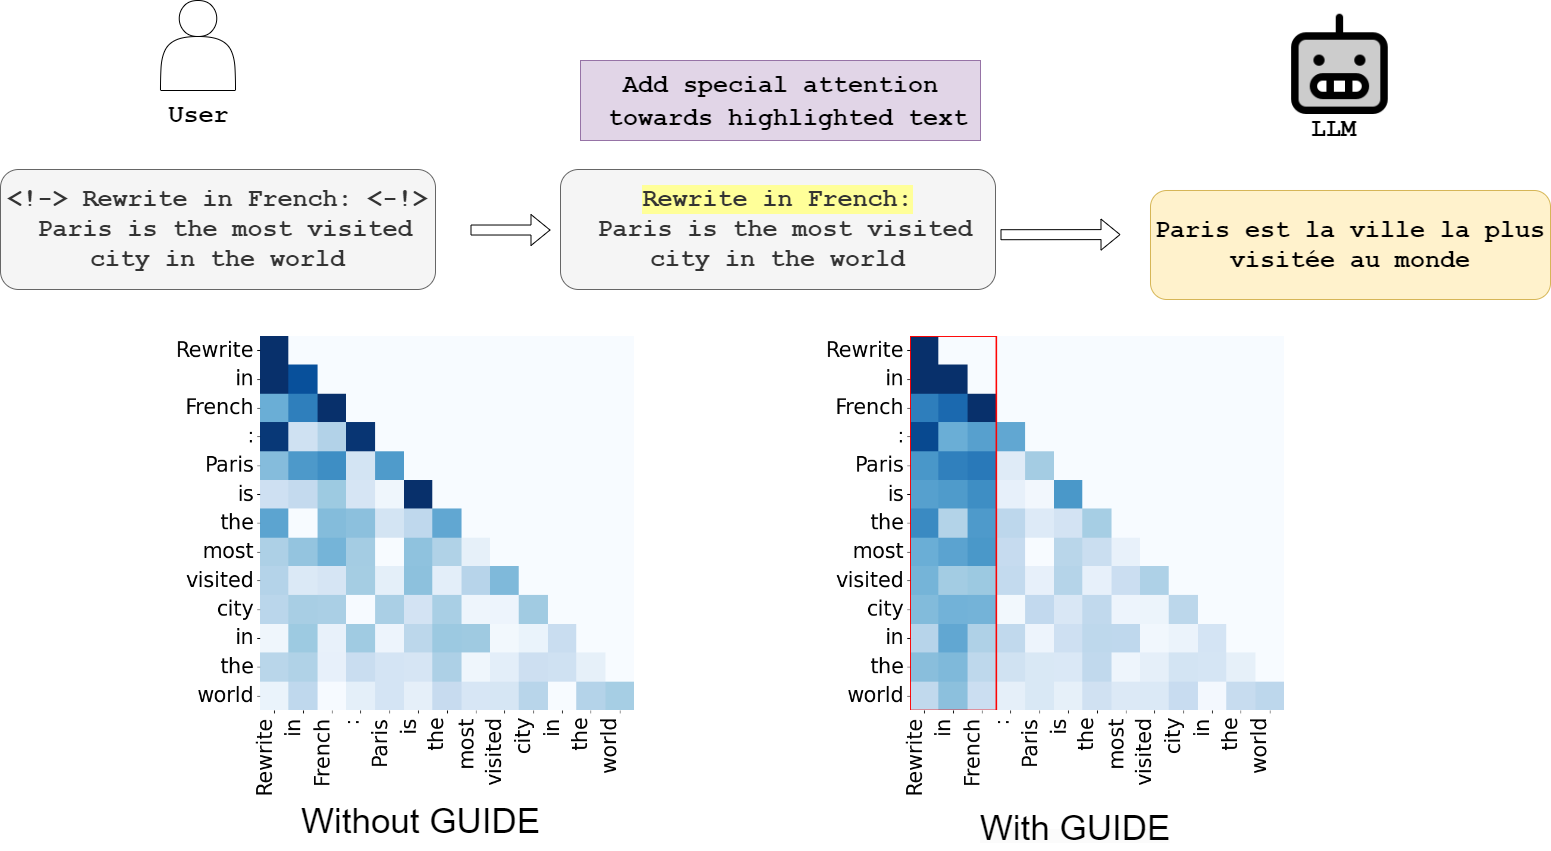 User
Add special attention
towards highlighted text
LLM
<!-> Rewrite in French: <-!>
Paris is the most visited
city in the world
Rewrite in French:
Paris is the most visited
city in the world
Paris est la ville la plus
visitée au monde
Rewrite
in
French
:
Paris
is
the
most
visited
city
in
the
world
Rewrite
in
French
:
Paris
is
the
most
visited
city
in
the
world
Without GUIDE
Rewrite
in
French
:
Paris
is
the
most
visited
city
in
the
world
Rewrite
in
French
:
Paris
is
the
most
visited
city
in
the
world
With GUIDE